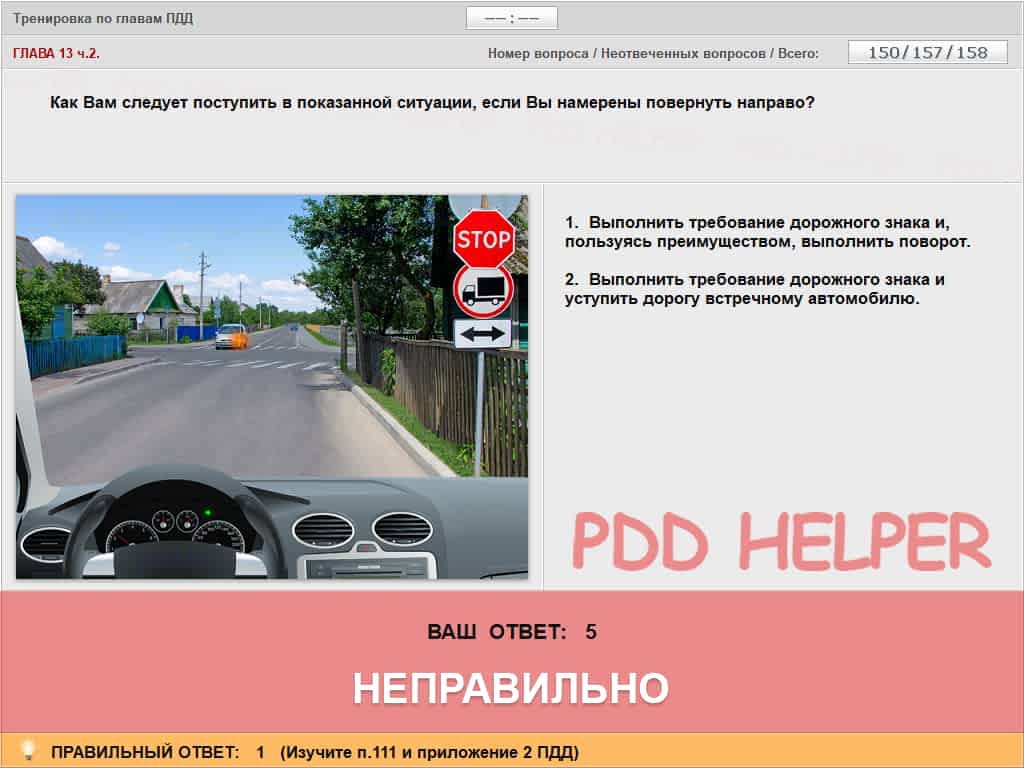 Тренировка по главам ПДД
−− : −−
ГЛАВА 13 ч.2.
Номер вопроса / Неотвеченных вопросов / Всего:
150/157/158
Как Вам следует поступить в показанной ситуации, если Вы намерены повернуть направо?
STOP
1. Выполнить требование дорожного знака и,
пользуясь преимуществом, выполнить поворот.
2. Выполнить требование дорожного знака и
уступить дорогу встречному автомобилю.
PDD HELPER
ВАШ ОТВЕТ: 5
НЕПРАВИЛЬНО
ПРАВИЛЬНЫЙ ОТВЕТ: 1 (Изучите п.111 и приложение 2 ПДД)